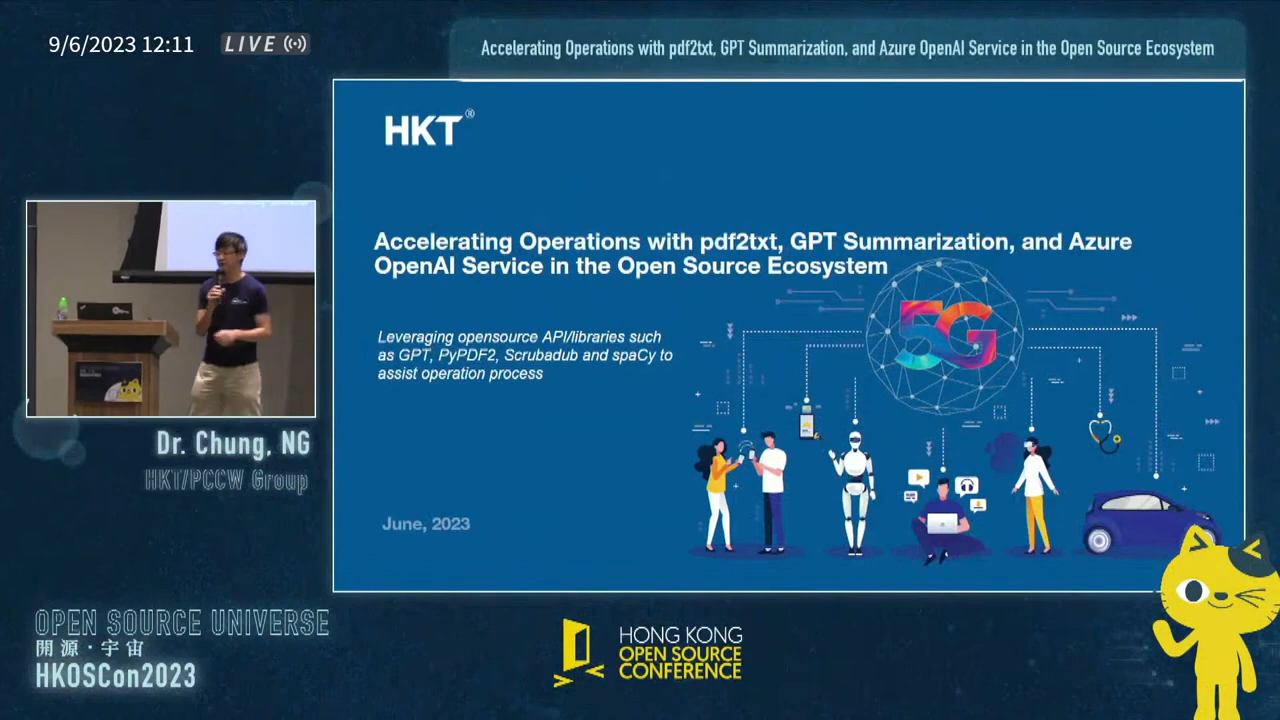 9/6/2023 12:11
LIVE
Accelerating Operations with pdf2txt, GPT Summarization, and Azure OpenAI Service in the Open Source Ecosystem
HKT®
Accelerating Operations with pdf2txt, GPT Summarization, and Azure
OpenAI Service in the Open Source Ecosystem
5G
Leveraging opensource API/libraries such
as GPT, PyPDF2, Scrubadub and spaCy to
assist operation process
June, 2023
Dr. Chung, NG
HKT/PCCW Group
OPEN SOURCE UNIVERSE
開源·宇宙
HKOSCon2023
HONG KONG
OPEN SOURCE
CONFERENCE